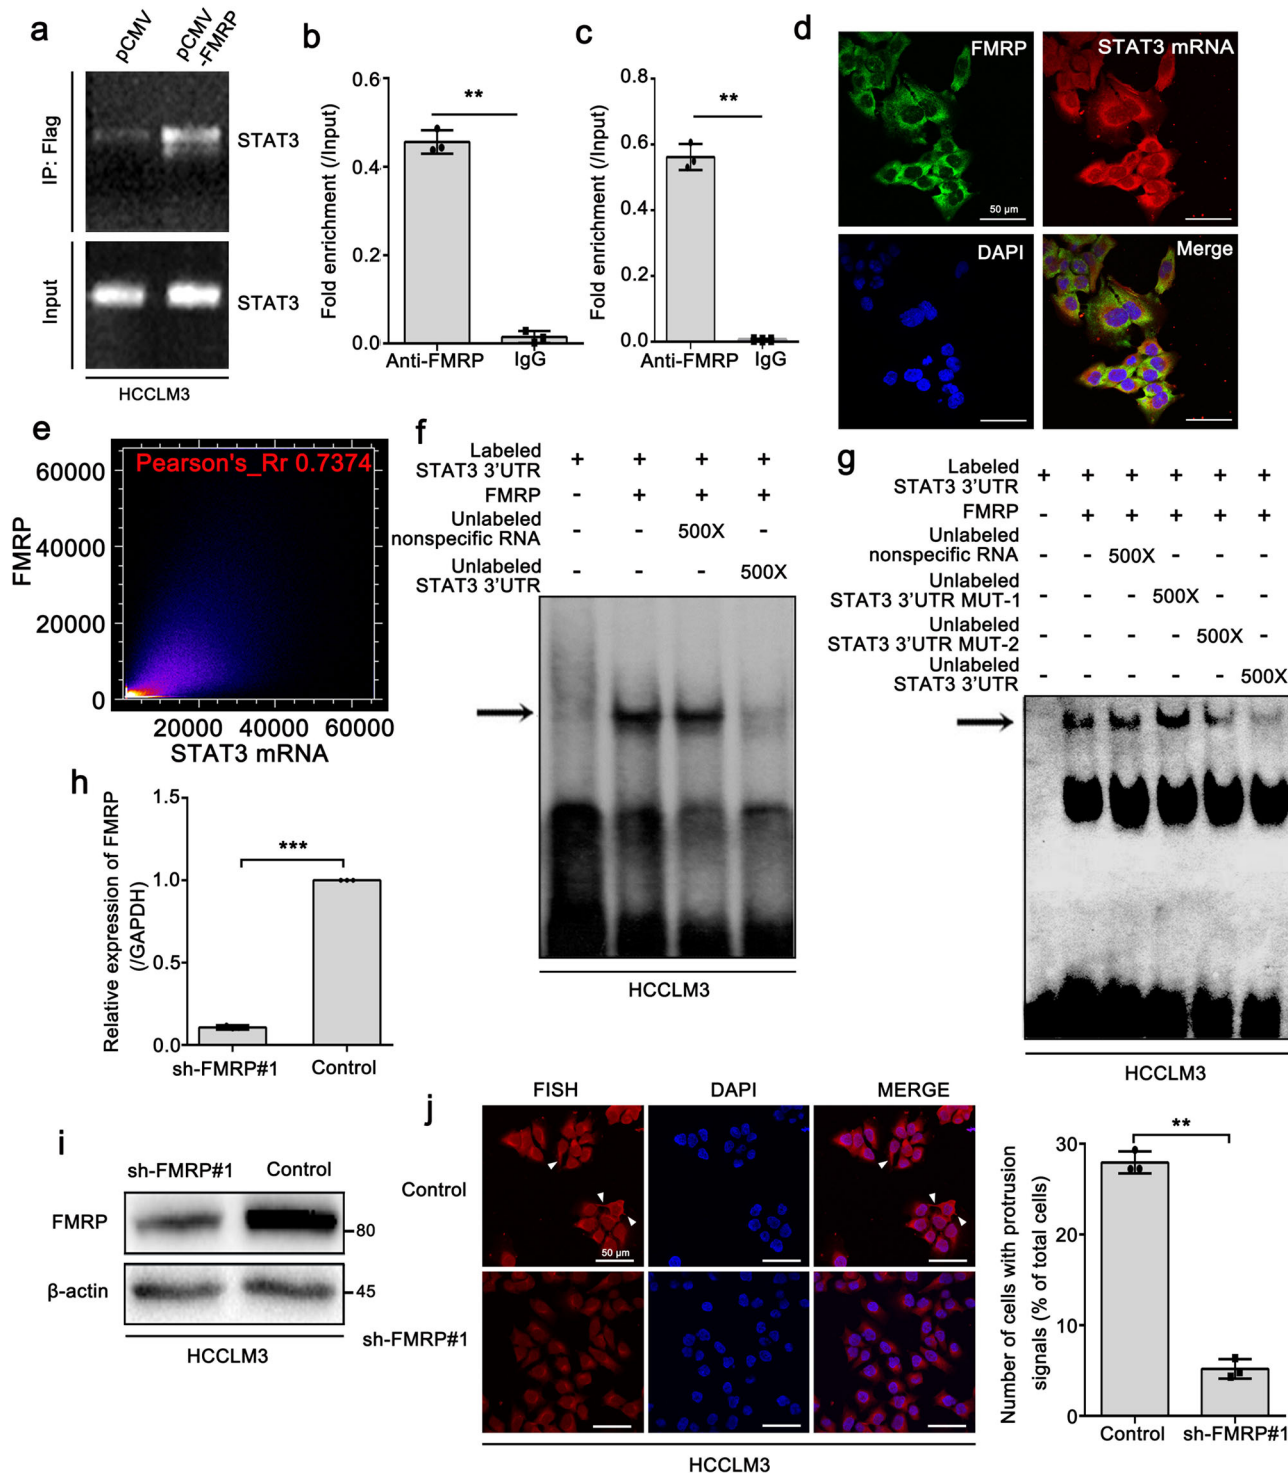 a
pCMV
pCMV
-FMRP
IP: Flag
STAT3
Input
STAT3
HCCLM3
b
Fold enrichment (/Input)
0.6
0.4
0.2
0.0
**
Anti-FMRP
IgG
c
Fold enrichment (/Input)
0.8
0.6
0.4
0.2
0.0
**
Anti-FMRP
IgG
d
FMRP
50 µm
STAT3 mRNA
DAPI
Merge
e
Pearson's_Rr 0.7374
FMRP
60000
40000
20000
0
20000 40000 60000
STAT3 mRNA
f
Labeled
STAT3 3’UTR + + + +
FMRP - + + +
Unlabeled
nonspecific RNA - - 500X -
Unlabeled
STAT3 3’UTR - - - 500X
HCCLM3
g
Labeled
STAT3 3’UTR + + + + + +
FMRP - + + + + +
Unlabeled
nonspecific RNA - - 500X - - -
Unlabeled
STAT3 3’UTR MUT-1 - - - 500X - -
Unlabeled
STAT3 3’UTR MUT-2 - - - - 500X -
Unlabeled
STAT3 3’UTR - - - - - 500X
HCCLM3
h
Relative expression of FMRP
(/GAPDH)
1.5
1.0
0.5
0.0
***
sh-FMRP#1
Control
i
sh-FMRP#1 Control
FMRP
80
β-actin
45
HCCLM3
j
FISH DAPI MERGE
Control
50 µm
sh-FMRP#1
HCCLM3
Number of cells with protrusion
signals (% of total cells)
30
20
10
0
**
Control
sh-FMRP#1